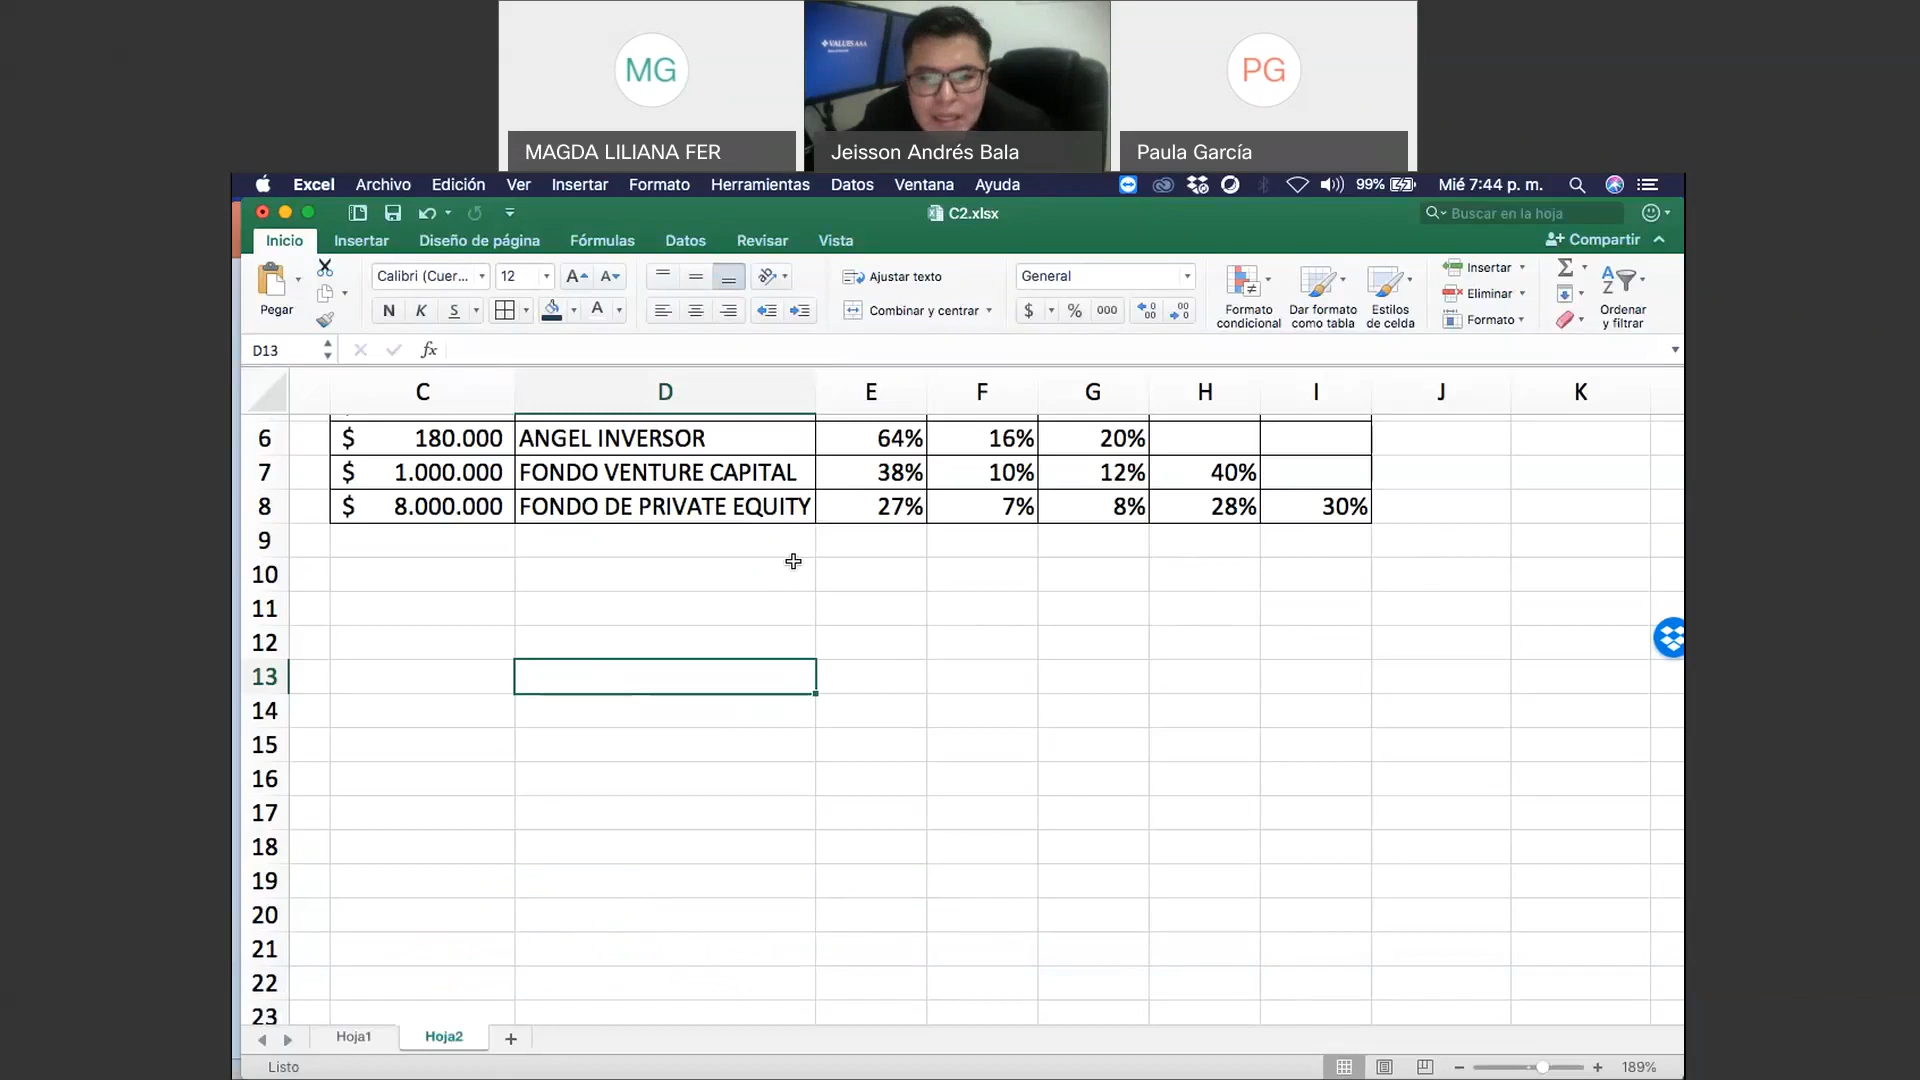 MG
VALUES AAA
PG
MAGDA LILIANA FER
Jeisson Andrés Bala
Paula García
Excel Archivo Edición Ver Insertar Formato Herramientas Datos Ventana Ayuda 99% Mié 7:44 p. m.
C2.xlsx
Buscar en la hoja
Inicio Insertar Diseño de página Fórmulas Datos Revisar Vista Compartir
Pegar
Calibri (Cuer... 12
N K S
Ajustar texto
Combinar y centrar
General
$ % 000
Formato condicional
Dar formato como tabla
Estilos de celda
Insertar
Eliminar
Formato
Ordenar y filtrar
D13 fx
C D E F G H I J K
6 $ 180.000 ANGEL INVERSOR 64% 16% 20%
7 $ 1.000.000 FONDO VENTURE CAPITAL 38% 10% 12% 40%
8 $ 8.000.000 FONDO DE PRIVATE EQUITY 27% 7% 8% 28% 30%
9
10
11
12
13
14
15
16
17
18
19
20
21
22
23
Hoja1 Hoja2
Listo 189%